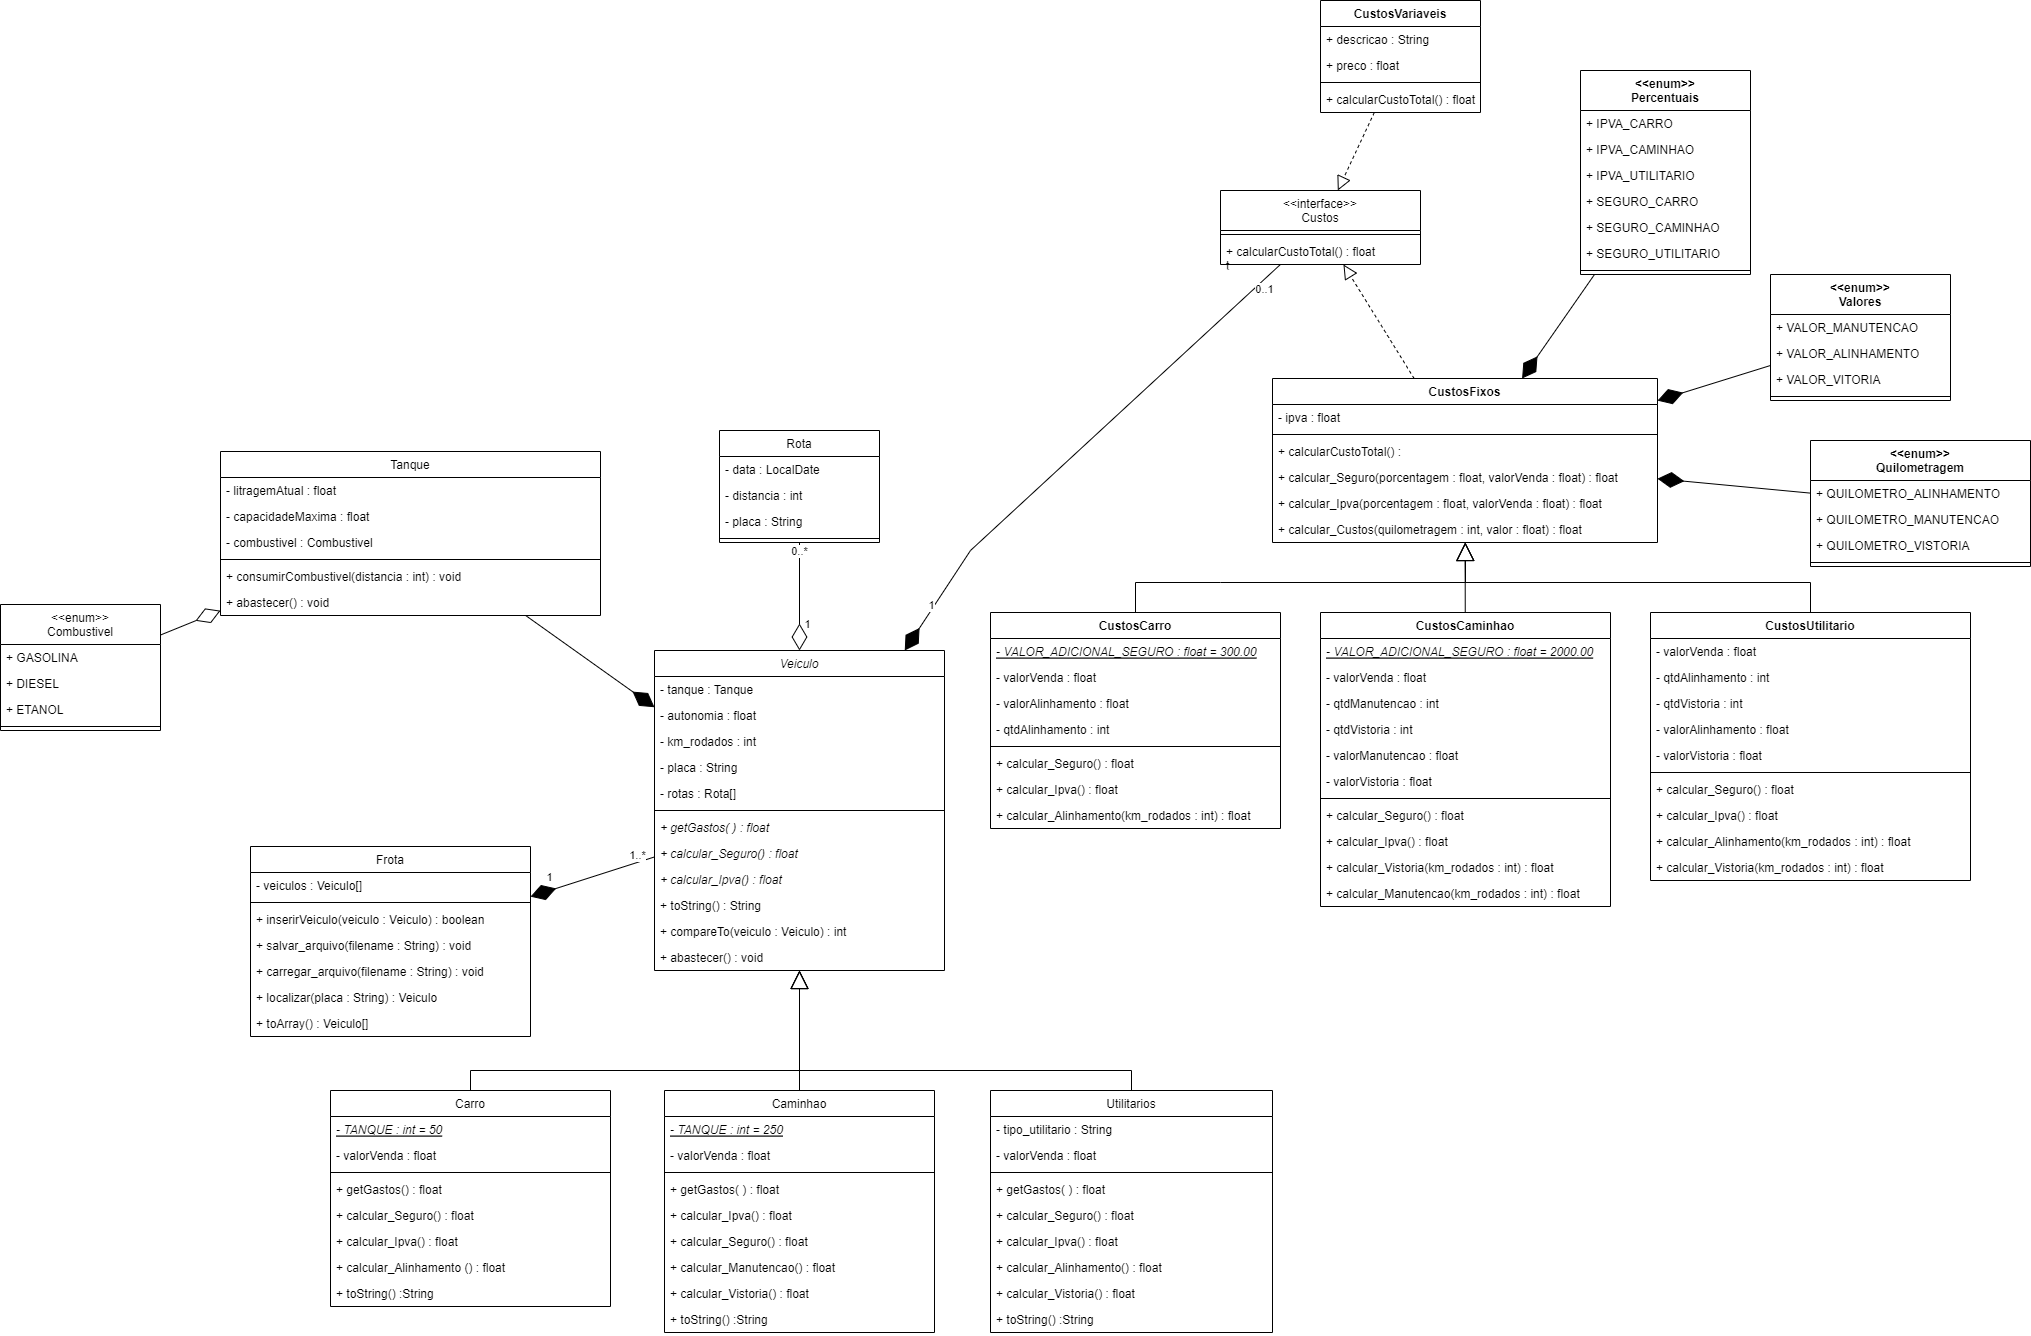 CustosVariaveis
+ descricao : String
+ preco : float
+ calcularCustoTotal() : float
<<enum>>
Percentuais
+ IPVA_CARRO
+ IPVA_CAMINHAO
+ IPVA_UTILITARIO
+ SEGURO_CARRO
+ SEGURO_CAMINHAO
+ SEGURO_UTILITARIO
<<interface>>
Custos
+ calcularCustoTotal() : float
t
0..1
<<enum>>
Valores
+ VALOR_MANUTENCAO
+ VALOR_ALINHAMENTO
+ VALOR_VITORIA
CustosFixos
- ipva : float
+ calcularCustoTotal() :
+ calcular_Seguro(porcentagem : float, valorVenda : float) : float
+ calcular_Ipva(porcentagem : float, valorVenda : float) : float
+ calcular_Custos(quilometragem : int, valor : float) : float
<<enum>>
Quilometragem
+ QUILOMETRO_ALINHAMENTO
+ QUILOMETRO_MANUTENCAO
+ QUILOMETRO_VISTORIA
Rota
- data : LocalDate
- distancia : int
- placa : String
0..*
1
1
Tanque
- litragemAtual : float
- capacidadeMaxima : float
- combustivel : Combustivel
+ consumirCombustivel(distancia : int) : void
+ abastecer() : void
<<enum>>
Combustivel
+ GASOLINA
+ DIESEL
+ ETANOL
Veiculo
- tanque : Tanque
- autonomia : float
- km_rodados : int
- placa : String
- rotas : Rota[]
+ getGastos( ) : float
+ calcular_Seguro() : float
+ calcular_Ipva() : float
+ toString() : String
+ compareTo(veiculo : Veiculo) : int
+ abastecer() : void
CustosCarro
- VALOR_ADICIONAL_SEGURO : float = 300.00
- valorVenda : float
- valorAlinhamento : float
- qtdAlinhamento : int
+ calcular_Seguro() : float
+ calcular_Ipva() : float
+ calcular_Alinhamento(km_rodados : int) : float
CustosCaminhao
- VALOR_ADICIONAL_SEGURO : float = 2000.00
- valorVenda : float
- qtdManutencao : int
- qtdVistoria : int
- valorManutencao : float
- valorVistoria : float
+ calcular_Seguro() : float
+ calcular_Ipva() : float
+ calcular_Vistoria(km_rodados : int) : float
+ calcular_Manutencao(km_rodados : int) : float
CustosUtilitario
- valorVenda : float
- qtdAlinhamento : int
- qtdVistoria : int
- valorAlinhamento : float
- valorVistoria : float
+ calcular_Seguro() : float
+ calcular_Ipva() : float
+ calcular_Alinhamento(km_rodados : int) : float
+ calcular_Vistoria(km_rodados : int) : float
1..*
1
Frota
- veiculos : Veiculo[]
+ inserirVeiculo(veiculo : Veiculo) : boolean
+ salvar_arquivo(filename : String) : void
+ carregar_arquivo(filename : String) : void
+ localizar(placa : String) : Veiculo
+ toArray() : Veiculo[]
Carro
- TANQUE : int = 50
- valorVenda : float
+ getGastos() : float
+ calcular_Seguro() : float
+ calcular_Ipva() : float
+ calcular_Alinhamento () : float
+ toString() :String
Caminhao
- TANQUE : int = 250
- valorVenda : float
+ getGastos( ) : float
+ calcular_Ipva() : float
+ calcular_Seguro() : float
+ calcular_Manutencao() : float
+ calcular_Vistoria() : float
+ toString() :String
Utilitarios
- tipo_utilitario : String
- valorVenda : float
+ getGastos( ) : float
+ calcular_Seguro() : float
+ calcular_Ipva() : float
+ calcular_Alinhamento() : float
+ calcular_Vistoria() : float
+ toString() :String